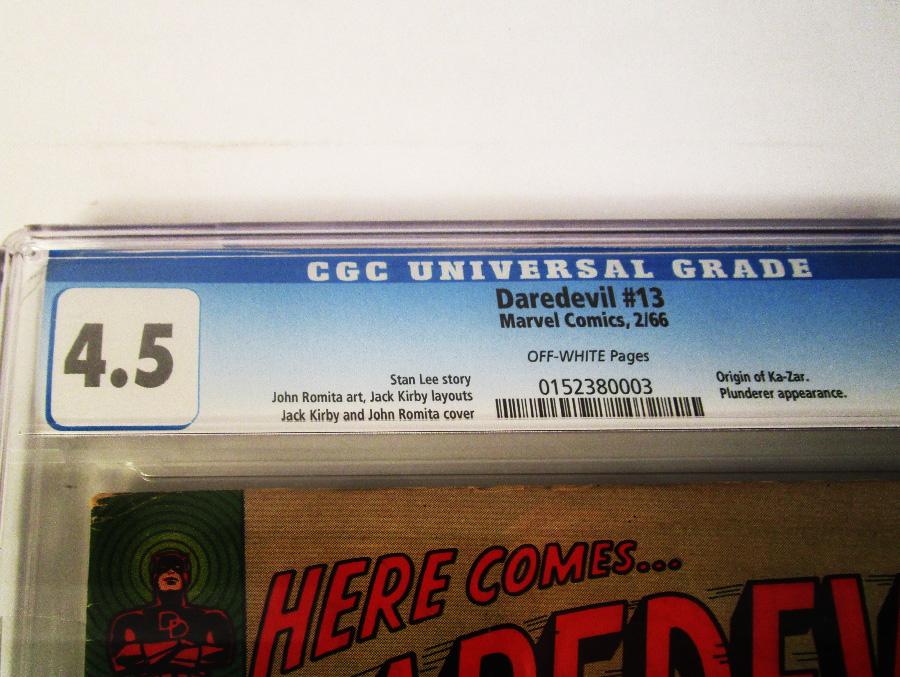 CGC UNIVERSAL GRADE
4.5
Daredevil #13
Marvel Comics, 2/66
OFF-WHITE Pages
Stan Lee story
John Romita art, Jack Kirby layouts
Jack Kirby and John Romita cover
0152380003
Origin of Ka-Zar.
Plunderer appearance.
HERE COMES...
DAREDEV
DD